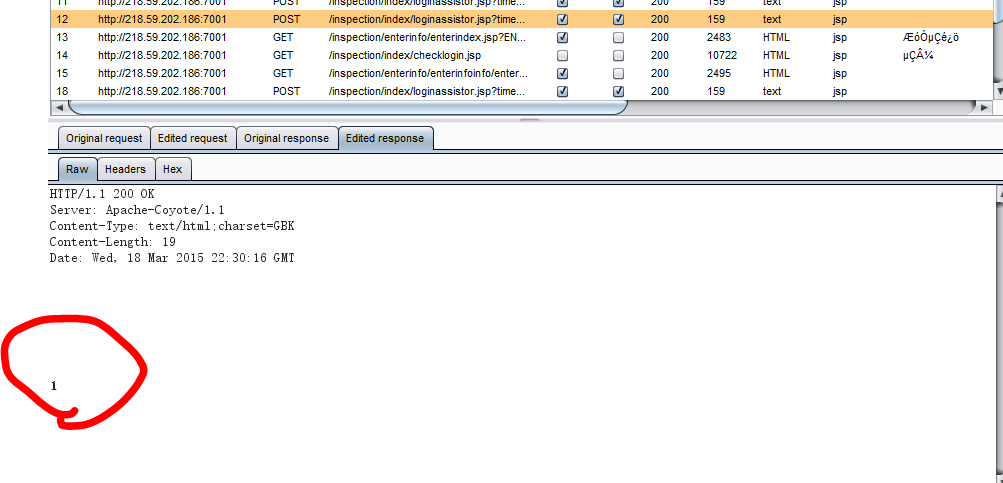 11 http://218.59.202.186:7001 POST /inspection/index/loginassistor.jsp?time... 200 159 text jsp
12 http://218.59.202.186:7001 POST /inspection/index/loginassistor.jsp?time... 200 159 text jsp
13 http://218.59.202.186:7001 GET /inspection/enterinfo/enterindex.jsp?EN... 200 2483 HTML jsp ÆóÒµÇé¿ö
14 http://218.59.202.186:7001 GET /inspection/index/checklogin.jsp 200 10722 HTML jsp µÇÂ¼
15 http://218.59.202.186:7001 GET /inspection/enterinfo/enterinfoinfo/enter... 200 2495 HTML jsp
18 http://218.59.202.186:7001 POST /inspection/index/loginassistor.jsp?time... 200 159 text jsp
Original request Edited request Original response Edited response
Raw Headers Hex
HTTP/1.1 200 OK
Server: Apache-Coyote/1.1
Content-Type: text/html;charset=GBK
Content-Length: 19
Date: Wed, 18 Mar 2015 22:30:16 GMT
1